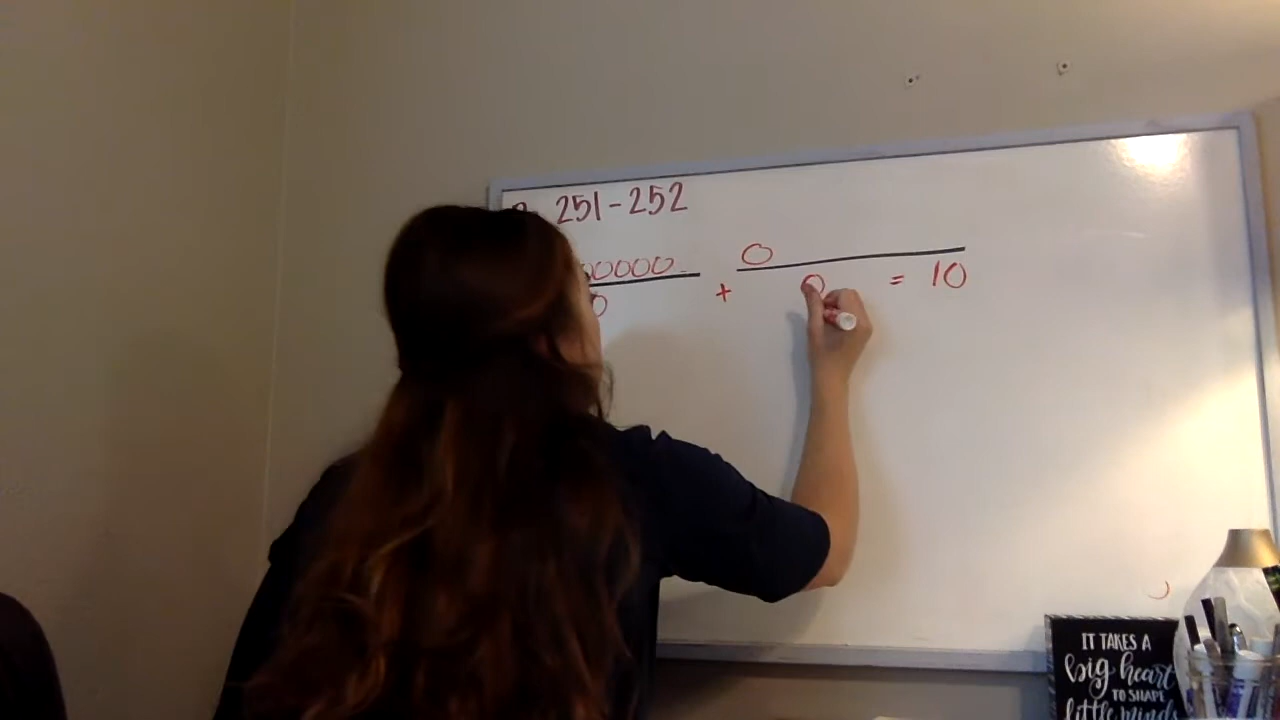 251-252
00000
0
0
+
0 = 10
IT TAKES A
big heart
TO SHAPE
little minds